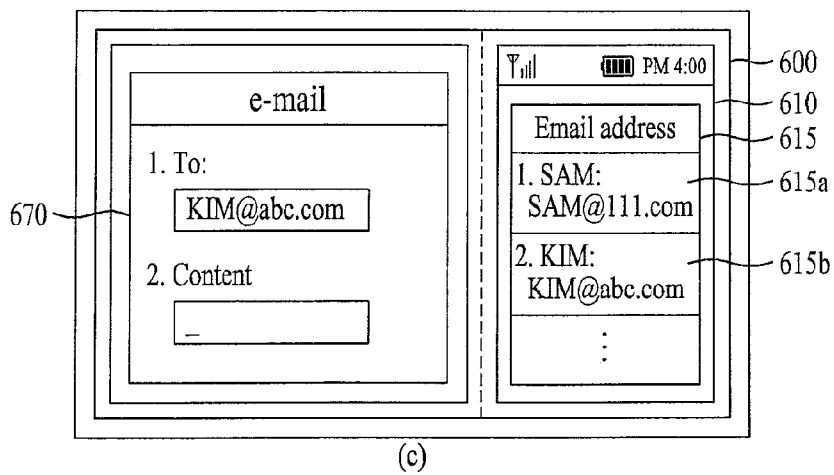 e-mail
1. To:
KIM@abc.com
2. Content
_
670
PM 4:00
Email address
1. SAM:
SAM@111.com
2. KIM:
KIM@abc.com
⋮
600
610
615
615a
615b
(c)